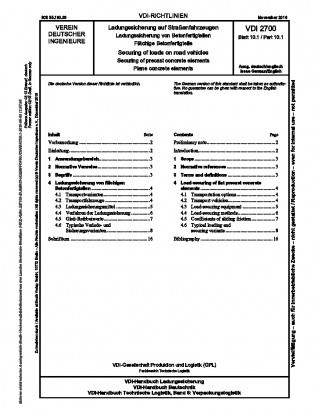 ICS 55.180.99
VDI-RICHTLINIEN
November 2014
VEREIN
DEUTSCHER
INGENIEURE
Ladungssicherung auf Straßenfahrzeugen
Ladungssicherung von Betonfertigteilen
Flächige Betonfertigteile
Securing of loads on road vehicles
Securing of precast concrete elements
Plane concrete elements
VDI 2700
Blatt 10.1 / Part 10.1
Ausg. deutsch/englisch
Issue German/English
Die deutsche Version dieser Richtlinie ist verbindlich.
The German version of this standard shall be taken as authoritative. No guarantee can be given with respect to the English translation.
Inhalt Seite
Vorbemerkung 2
Einleitung 2
1 Anwendungsbereich 3
2 Normative Verweise 3
3 Begriffe 3
4 Ladungssicherung von flächigen
Betonfertigteilen 4
4.1 Transportvarianten 4
4.2 Transportfahrzeuge 4
4.3 Ladungssicherungsmittel 5
4.4 Verfahren der Ladungssicherung 6
4.5 Gleit-Reibbeiwerte 7
4.6 Typische Verlade- und
Sicherungsvarianten 8
Schrifttum 16
Contents Page
Preliminary note 2
Introduction 2
1 Scope 3
2 Normative references 3
3 Terms and definitions 3
4 Load-securing of flat precast concrete
elements 4
4.1 Transportation options 4
4.2 Transport vehicles 4
4.3 Load-securing equipment 5
4.4 Load-securing methods 6
4.5 Coefficients of sliding friction 7
4.6 Typical loading and
securing variants 8
Bibliography 16
VDI-Gesellschaft Produktion und Logistik (GPL)
Fachbereich Technische Logistik
VDI-Handbuch Ladungssicherung
VDI-Handbuch Bautechnik
VDI-Handbuch Technische Logistik, Band 6: Verpackungslogistik
Vervielfältigung – auch für innerbetriebliche Zwecke – nicht gestattet / Reproduction – even for internal use – not permitted